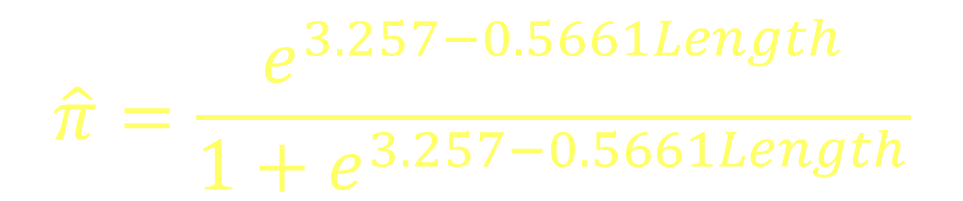 π̂ = e^{3.257−0.5661Length} / (1 + e^{3.257−0.5661Length})